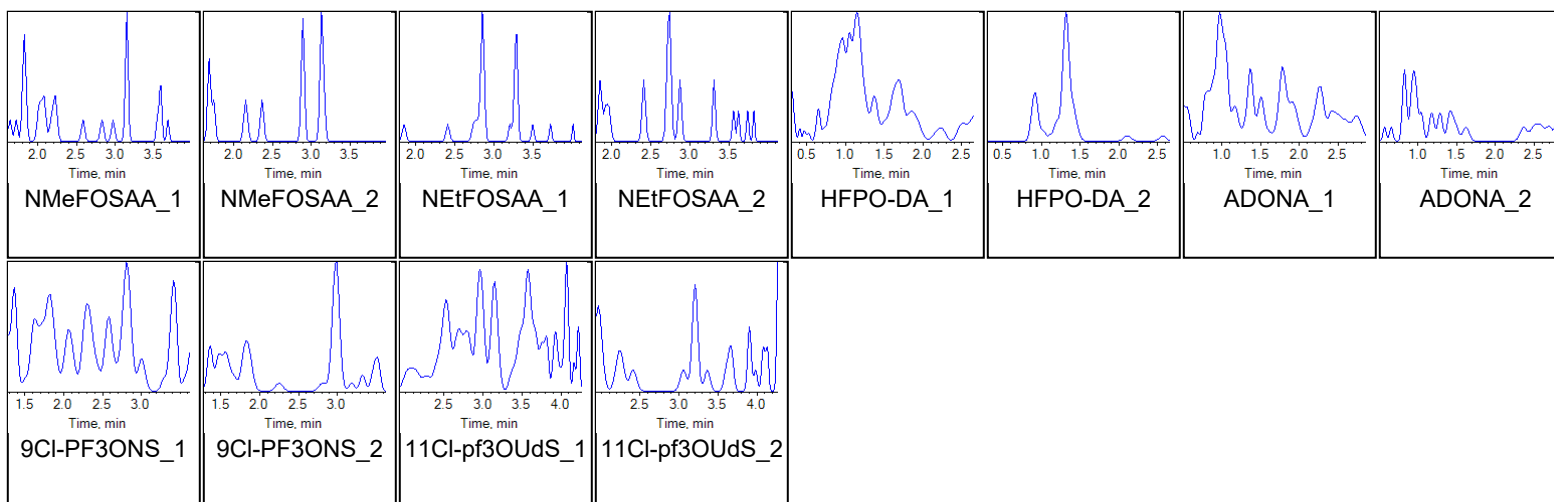 2.0 2.5 3.0 3.5
Time, min
NMeFOSAA_1
2.0 2.5 3.0 3.5
Time, min
NMeFOSAA_2
2.0 2.5 3.0 3.5 4.0
Time, min
NEtFOSAA_1
2.0 2.5 3.0 3.5 4.0
Time, min
NEtFOSAA_2
0.5 1.0 1.5 2.0 2.5
Time, min
HFPO-DA_1
0.5 1.0 1.5 2.0 2.5
Time, min
HFPO-DA_2
1.0 1.5 2.0 2.5
Time, min
ADONA_1
1.0 1.5 2.0 2.5
Time, min
ADONA_2
1.5 2.0 2.5 3.0
Time, min
9Cl-PF3ONS_1
1.5 2.0 2.5 3.0
Time, min
9Cl-PF3ONS_2
2.5 3.0 3.5 4.0
Time, min
11Cl-pf3OUdS_1
2.5 3.0 3.5 4.0
Time, min
11Cl-pf3OUdS_2